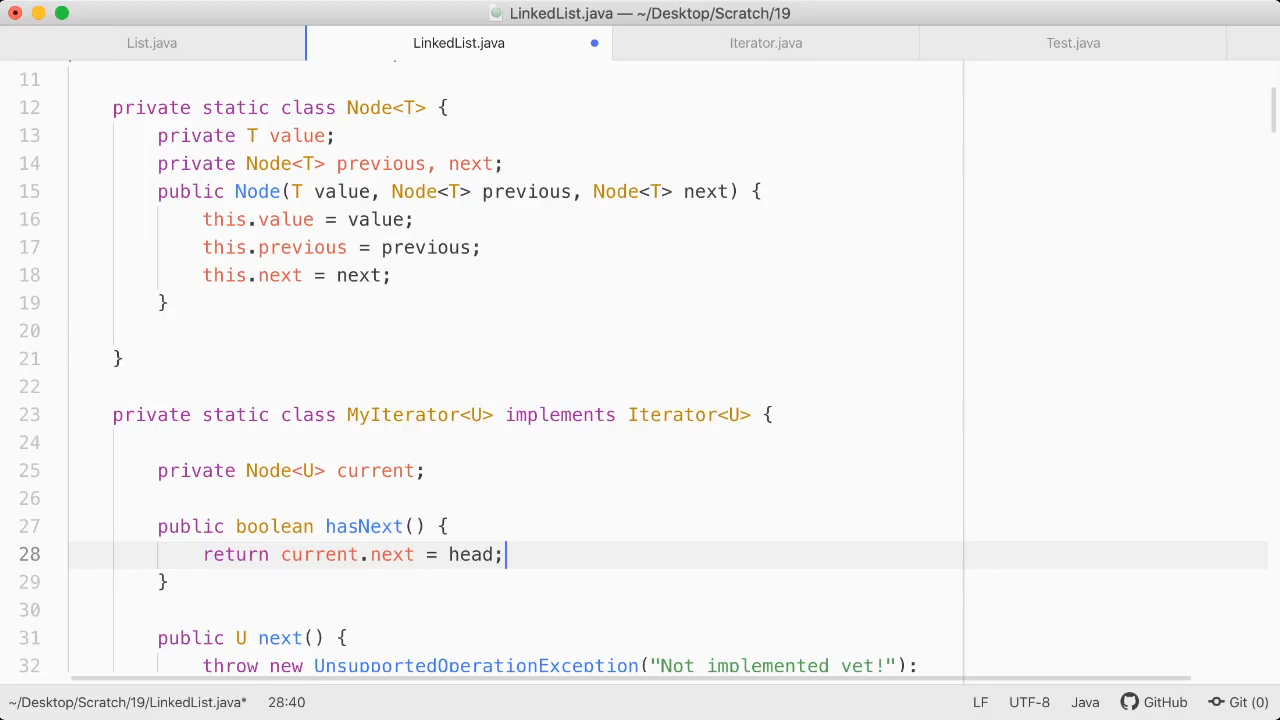 LinkedList.java — ~/Desktop/Scratch/19
List.java LinkedList.java Iterator.java Test.java
11
12 private static class Node<T> {
13 private T value;
14 private Node<T> previous, next;
15 public Node(T value, Node<T> previous, Node<T> next) {
16 this.value = value;
17 this.previous = previous;
18 this.next = next;
19 }
20
21 }
22
23 private static class MyIterator<U> implements Iterator<U> {
24
25 private Node<U> current;
26
27 public boolean hasNext() {
28 return current.next = head;
29 }
30
31 public U next() {
32 throw new UnsupportedOperationException("Not implemented yet!");
~/Desktop/Scratch/19/LinkedList.java* 28:40 LF UTF-8 Java GitHub Git (0)